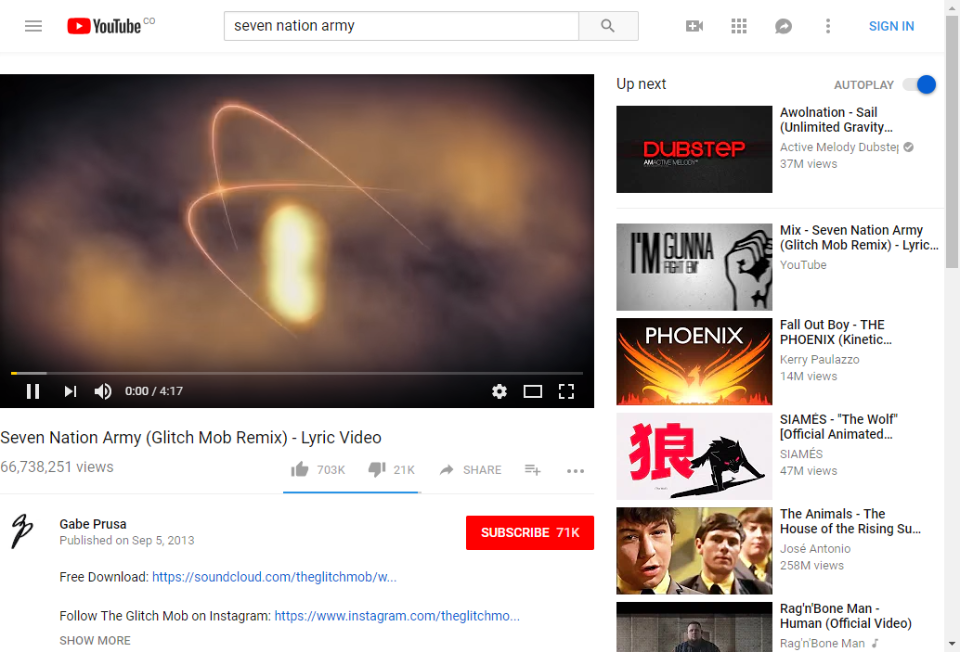 YouTube CO
seven nation army
SIGN IN
Up next
AUTOPLAY
DUBSTEP
AMACTIVE MELODY
Awolnation - Sail
(Unlimited Gravity...
Active Melody Dubstep
37M views
I'M GUNNA
FIGHT EM'
Mix - Seven Nation Army
(Glitch Mob Remix) - Lyric...
YouTube
PHOENIX
Fall Out Boy - THE
PHOENIX (Kinetic...
Kerry Paulazzo
14M views
狼
SIAMÉS - "The Wolf"
[Official Animated...
SIAMÉS
47M views
The Animals - The
House of the Rising Su...
José Antonio
258M views
Rag'n'Bone Man -
Human (Official Video)
Rag'n'Bone Man
0:00 / 4:17
Seven Nation Army (Glitch Mob Remix) - Lyric Video
66,738,251 views
703K
21K
SHARE
Gabe Prusa
Published on Sep 5, 2013
SUBSCRIBE 71K
Free Download: https://soundcloud.com/theglitchmob/w...
Follow The Glitch Mob on Instagram: https://www.instagram.com/theglitchmo...
SHOW MORE